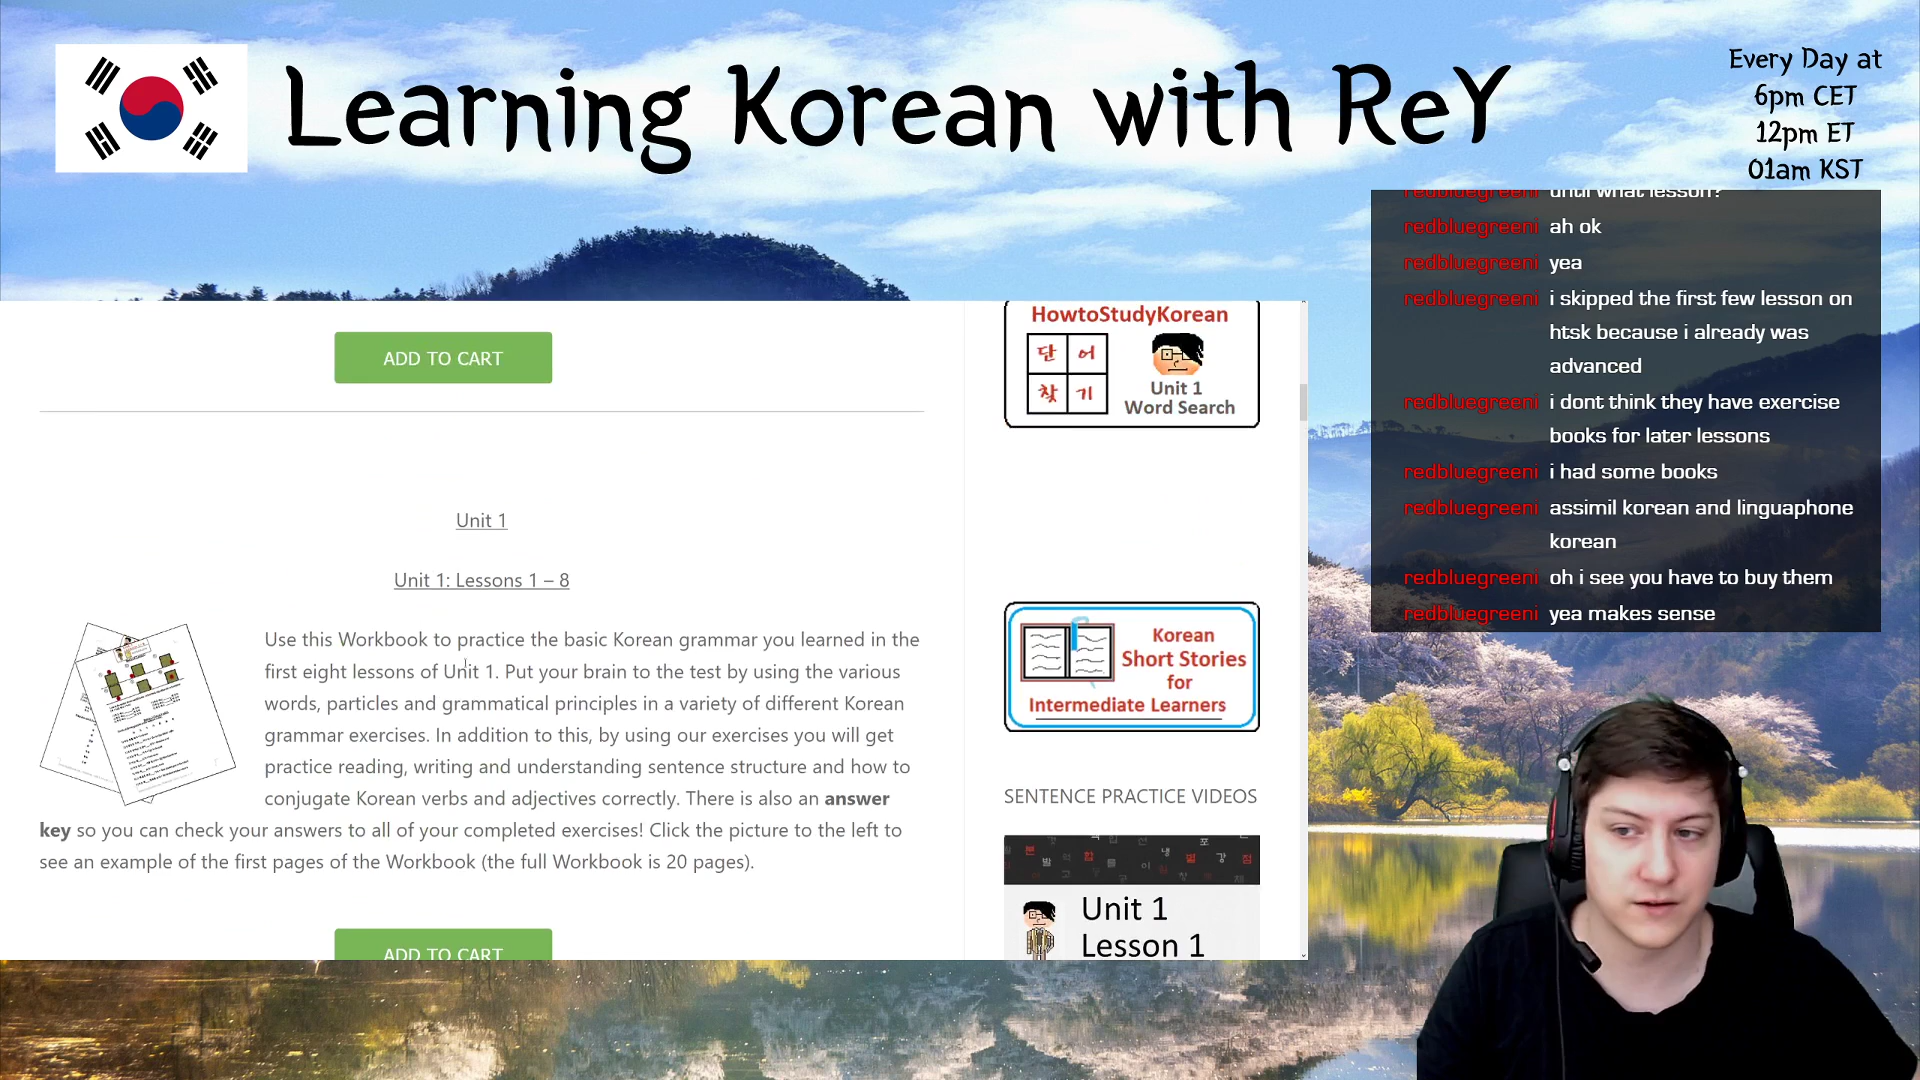 Learning Korean with ReY
Every Day at
6pm CET
12pm ET
01am KST
redbluegreeni until what lesson?
redbluegreeni ah ok
redbluegreeni yea
redbluegreeni i skipped the first few lesson on
htsk because i already was
advanced
redbluegreeni i dont think they have exercise
books for later lessons
redbluegreeni i had some books
redbluegreeni assimil korean and linguaphone
korean
redbluegreeni oh i see you have to buy them
redbluegreeni yea makes sense
ADD TO CART
Unit 1
Unit 1: Lessons 1 – 8
Use this Workbook to practice the basic Korean grammar you learned in the
first eight lessons of Unit 1. Put your brain to the test by using the various
words, particles and grammatical principles in a variety of different Korean
grammar exercises. In addition to this, by using our exercises you will get
practice reading, writing and understanding sentence structure and how to
conjugate Korean verbs and adjectives correctly. There is also an answer
key so you can check your answers to all of your completed exercises! Click the picture to the left to
see an example of the first pages of the Workbook (the full Workbook is 20 pages).
ADD TO CART
HowtoStudyKorean
단 어
찾 기
Unit 1
Word Search
Korean
Short Stories
for
Intermediate Learners
SENTENCE PRACTICE VIDEOS
Unit 1
Lesson 1